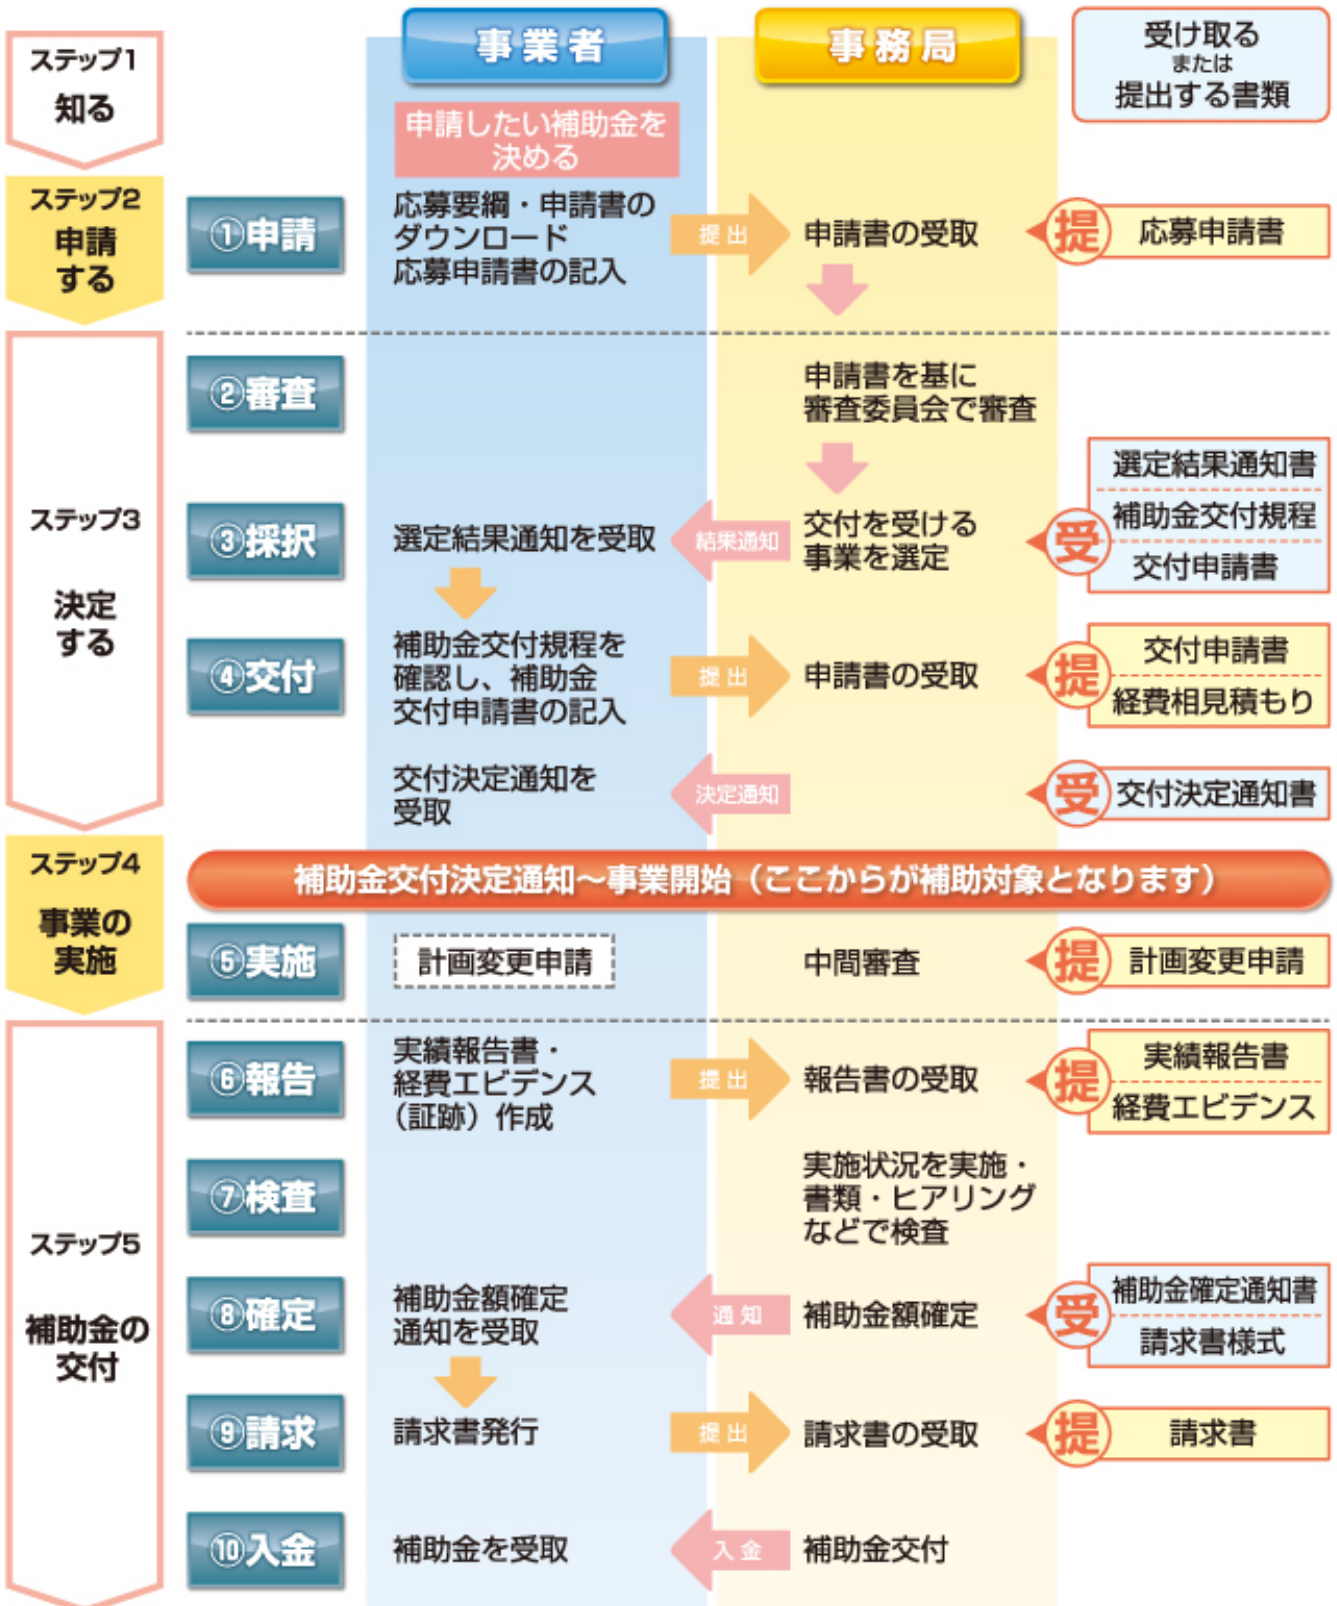 ステップ1
知る
事業者
事務局
受け取る
または
提出する書類
申請したい補助金を
決める
ステップ2
申請
する
①申請
応募要綱・申請書の
ダウンロード
応募申請書の記入
提出
申請書の受取
提
応募申請書
ステップ3
決定
する
②審査
申請書を基に
審査委員会で審査
③採択
選定結果通知を受取
結果通知
交付を受ける
事業を選定
受
選定結果通知書
補助金交付規程
交付申請書
④交付
補助金交付規程を
確認し、補助金
交付申請書の記入
提出
申請書の受取
提
交付申請書
経費相見積もり
交付決定通知を
受取
決定通知
受
交付決定通知書
ステップ4
事業の
実施
補助金交付決定通知～事業開始（ここからが補助対象となります）
⑤実施
計画変更申請
中間審査
提
計画変更申請
ステップ5
補助金の
交付
⑥報告
実績報告書・
経費エビデンス
（証跡）作成
提出
報告書の受取
提
実績報告書
経費エビデンス
⑦検査
実施状況を実施・
書類・ヒアリング
などで検査
⑧確定
補助金額確定
通知を受取
通知
補助金額確定
受
補助金確定通知書
請求書様式
⑨請求
請求書発行
提出
請求書の受取
提
請求書
⑩入金
補助金を受取
入金
補助金交付